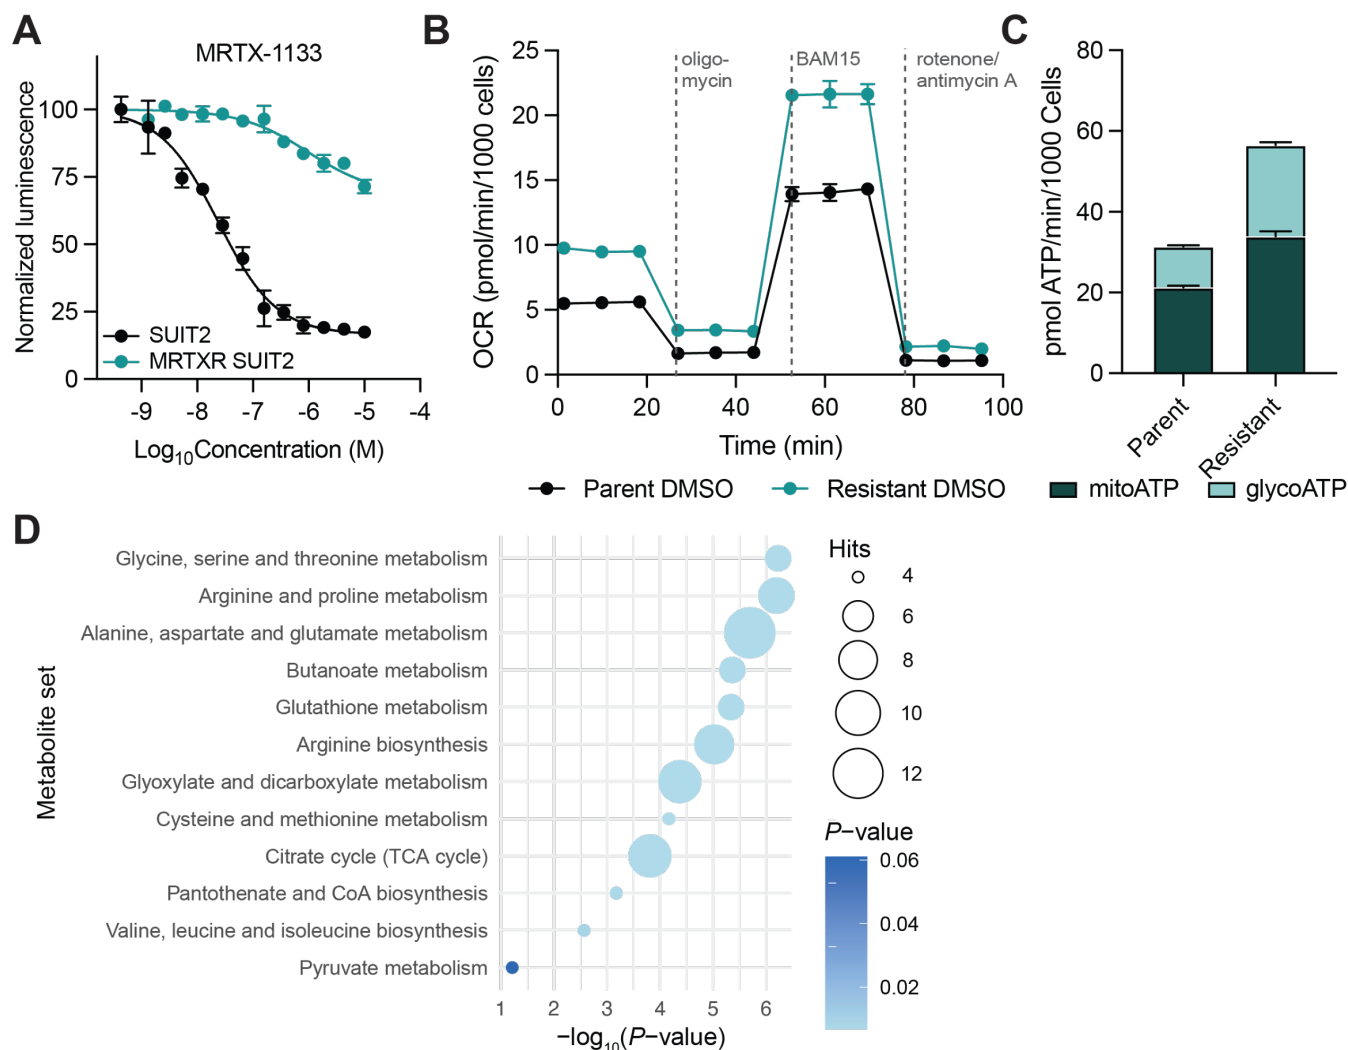 A
MRTX-1133
Normalized luminescence
100
75
50
25
0
SUIT2
MRTXR SUIT2
-9
-8
-7
-6
-5
-4
Log10Concentration (M)
B
OCR (pmol/min/1000 cells)
25
20
15
10
5
0
oligo-
mycin
BAM15
rotenone/
antimycin A
0
20
40
60
80
100
Time (min)
Parent DMSO
Resistant DMSO
C
pmol ATP/min/1000 Cells
80
60
40
20
0
Parent
Resistant
mitoATP
glycoATP
D
Metabolite set
Glycine, serine and threonine metabolism
Arginine and proline metabolism
Alanine, aspartate and glutamate metabolism
Butanoate metabolism
Glutathione metabolism
Arginine biosynthesis
Glyoxylate and dicarboxylate metabolism
Cysteine and methionine metabolism
Citrate cycle (TCA cycle)
Pantothenate and CoA biosynthesis
Valine, leucine and isoleucine biosynthesis
Pyruvate metabolism
1
2
3
4
5
6
−log10(P−value)
Hits
4
6
8
10
12
P−value
0.06
0.04
0.02